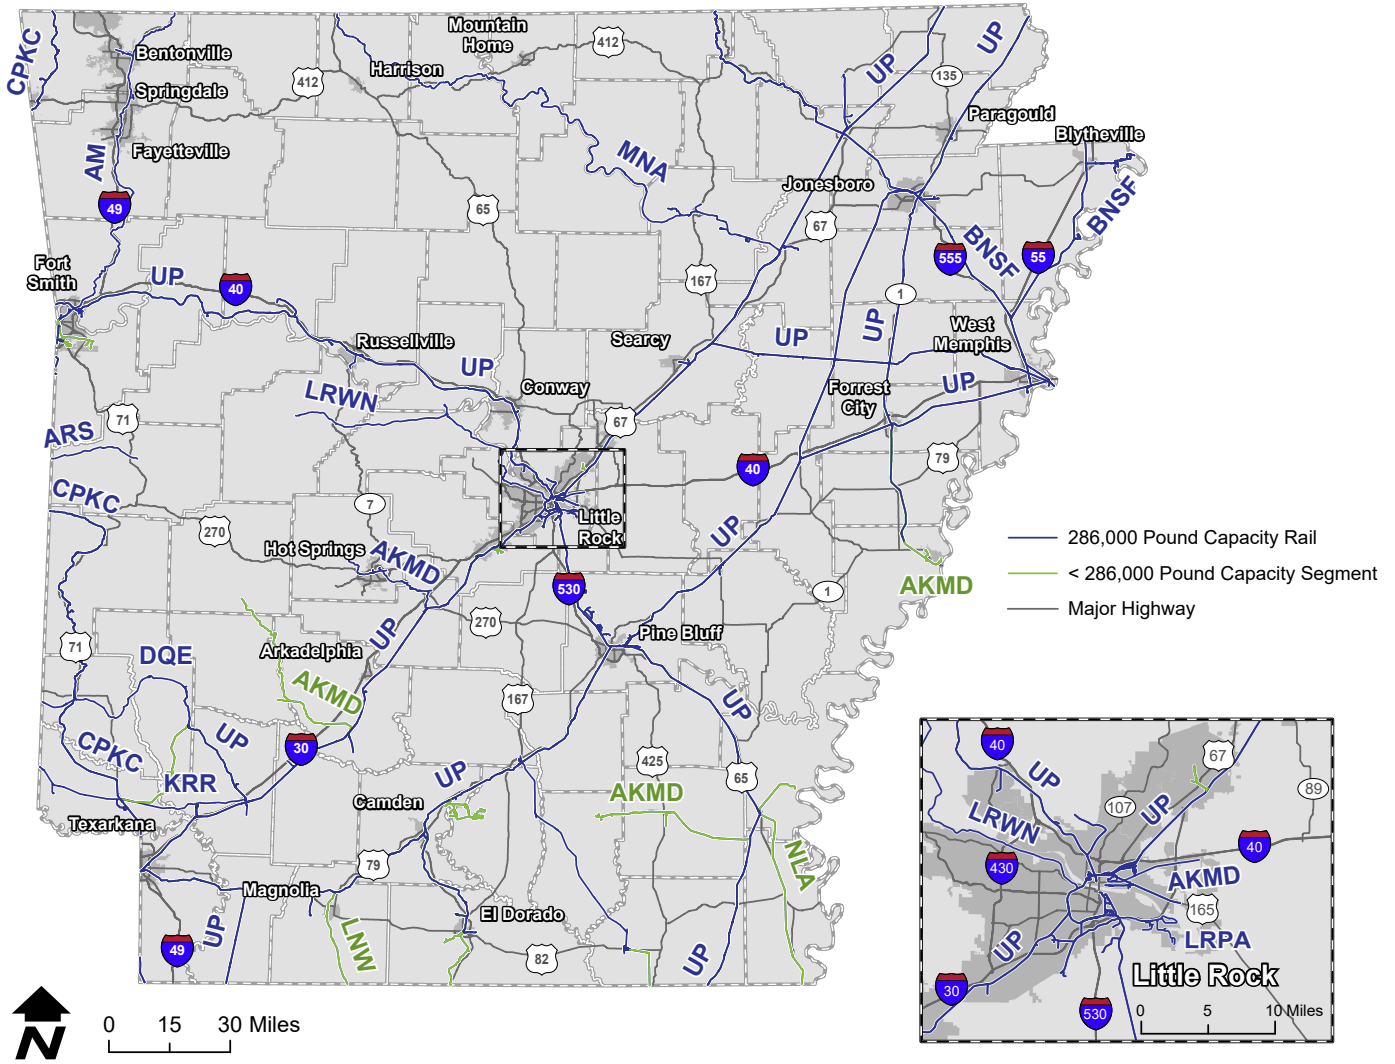 Mountain
Home
412
UP
UP
CPKC
Bentonville
Harrison
412
135
Springdale
Paragould
Blytheville
Fayetteville
AM
MNA
Jonesboro
49
65
67
BNSF
BNSF
555
55
Fort
Smith
UP
40
167
1
West
Memphis
UP
UP
Searcy
Russellville
UP
UP
LRWN
Conway
Forrest
City
71
67
ARS
79
40
CPKC
7
Little
Rock
270
UP
Hot Springs
AKMD
286,000 Pound Capacity Rail
< 286,000 Pound Capacity Segment
Major Highway
AKMD
530
1
270
Pine Bluff
UP
71
Arkadelphia
DQE
AKMD
167
UP
UP
30
CPKC
425
65
UP
KRR
AKMD
Camden
Texarkana
79
NLA
Magnolia
El Dorado
UP
LNW
49
82
UP
N
0 15 30 Miles
40
67
UP
89
107
UP
LRWN
40
430
AKMD
165
UP
LRPA
Little Rock
30
530
0 5 10 Miles